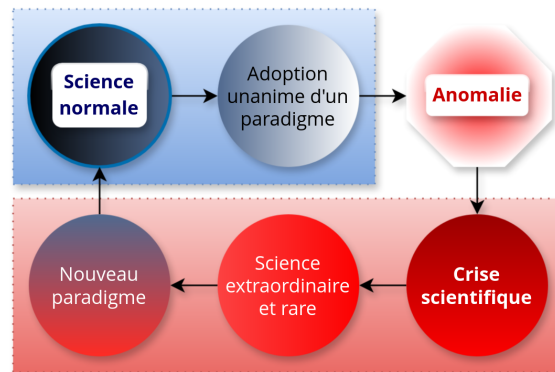 Science
normale
Adoption
unanime d'un
paradigme
Anomalie
Nouveau
paradigme
Science
extraordinaire
et rare
Crise
scientifique